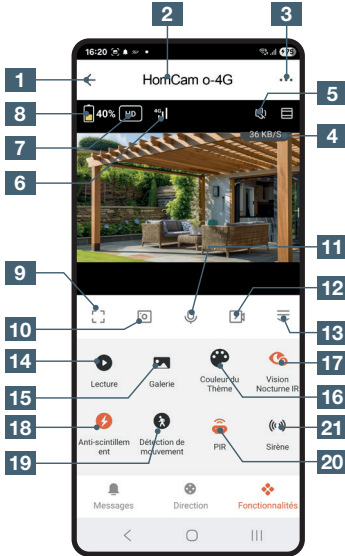 2
3
16:20
75
1
HomCam o-4G
5
8
40% HD 4G
7
36 KB/S
4
6
11
9
12
10
13
14
17
Lecture
Galerie
Couleur du
Thème
Vision
Nocturne IR
15
16
18
21
Anti-scintillem
ent
Détection de
mouvement
PIR
Sirène
19
20
Messages
Direction
Fonctionnalités